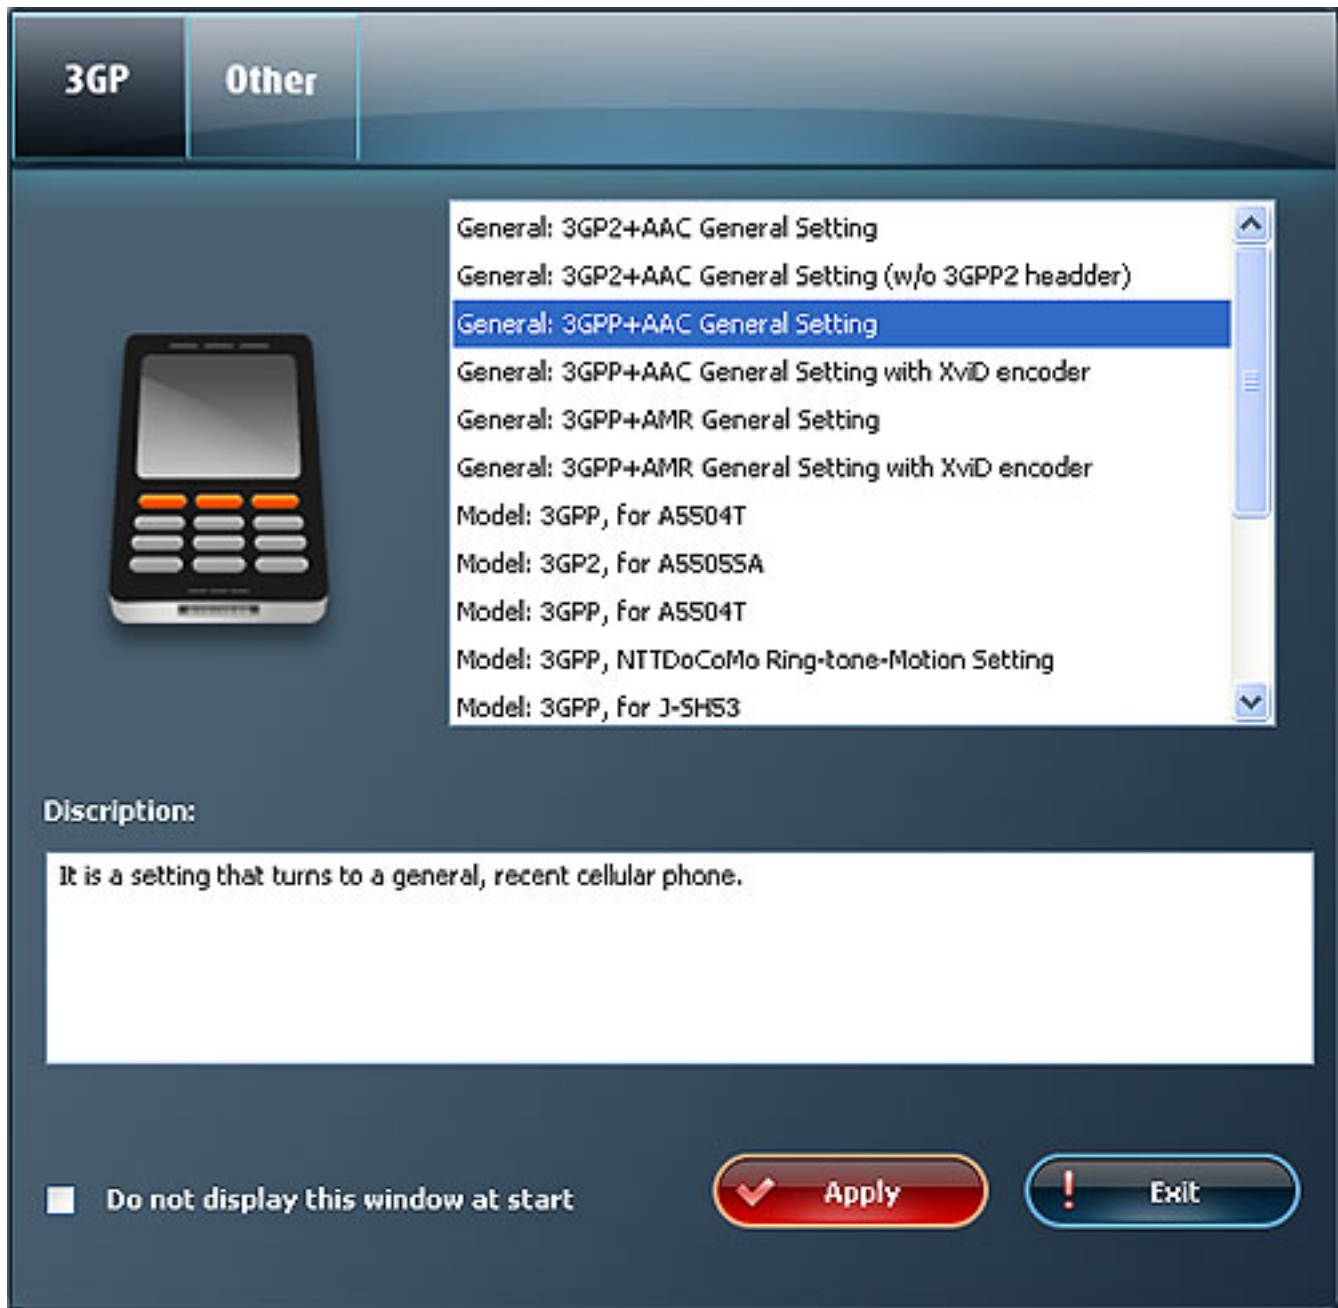 3GP
Other
General: 3GP2+AAC General Setting
General: 3GP2+AAC General Setting (w/o 3GPP2 headder)
General: 3GPP+AAC General Setting
General: 3GPP+AAC General Setting with XviD encoder
General: 3GPP+AMR General Setting
General: 3GPP+AMR General Setting with XviD encoder
Model: 3GPP, for A5504T
Model: 3GP2, for A5505SA
Model: 3GPP, for A5504T
Model: 3GPP, NTTDoCoMo Ring-tone-Motion Setting
Model: 3GPP, for J-SH53
Discription:
It is a setting that turns to a general, recent cellular phone.
Do not display this window at start
Apply
Exit